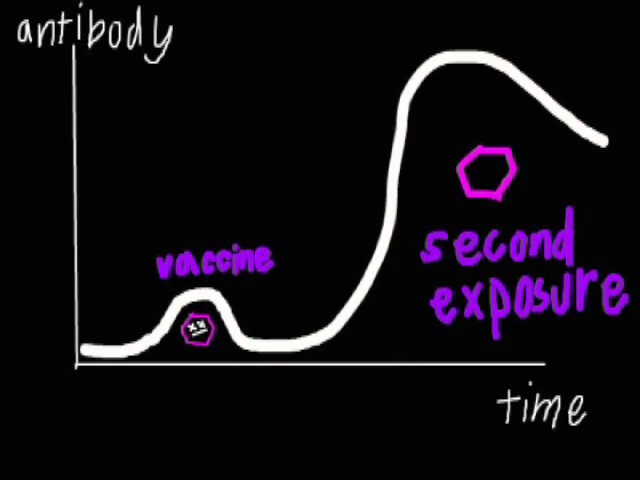 antibody
vaccine
second
exposure
time